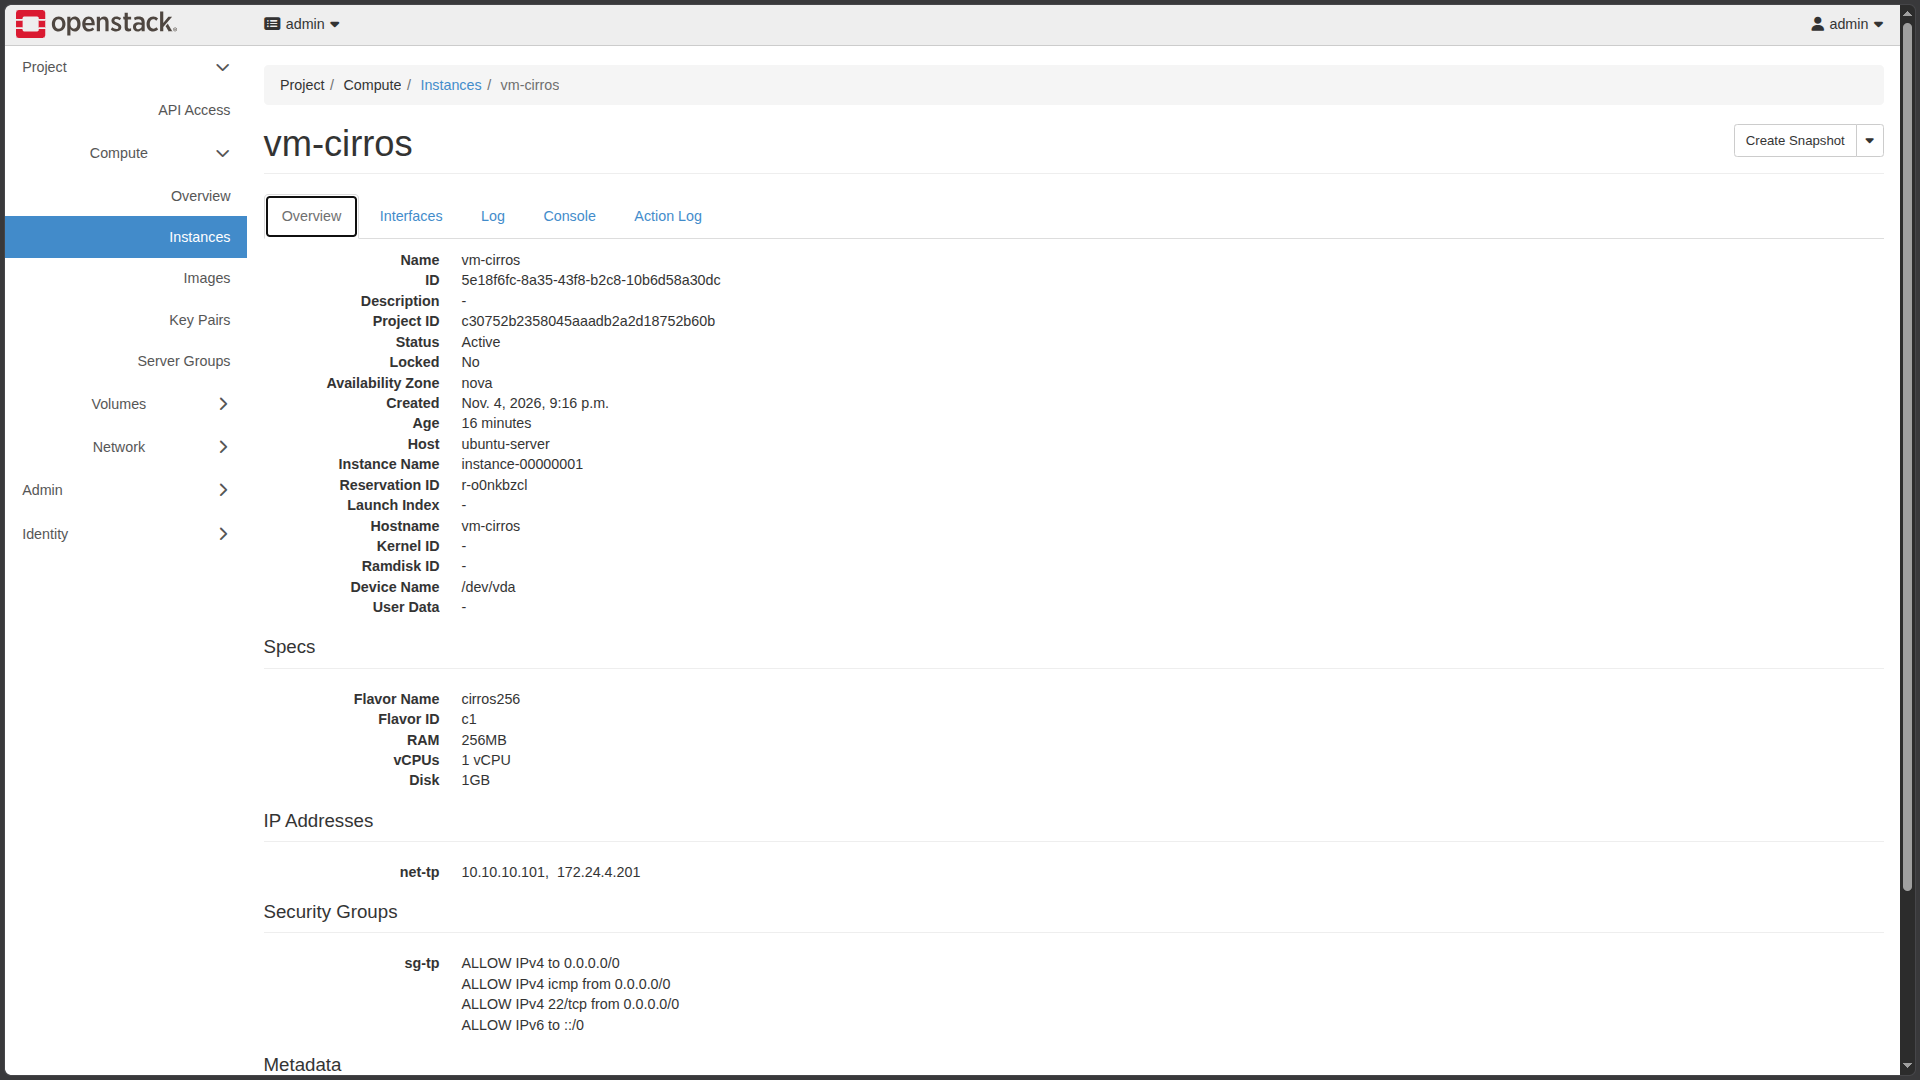 openstack.
admin
admin
Project
API Access
Compute
Overview
Instances
Images
Key Pairs
Server Groups
Volumes
Network
Admin
Identity
Project / Compute / Instances / vm-cirros
vm-cirros
Create Snapshot
Overview Interfaces Log Console Action Log
Name vm-cirros
ID 5e18f6fc-8a35-43f8-b2c8-10b6d58a30dc
Description -
Project ID c30752b2358045aaadb2a2d18752b60b
Status Active
Locked No
Availability Zone nova
Created Nov. 4, 2026, 9:16 p.m.
Age 16 minutes
Host ubuntu-server
Instance Name instance-00000001
Reservation ID r-o0nkbzcl
Launch Index -
Hostname vm-cirros
Kernel ID -
Ramdisk ID -
Device Name /dev/vda
User Data -
Specs
Flavor Name cirros256
Flavor ID c1
RAM 256MB
vCPUs 1 vCPU
Disk 1GB
IP Addresses
net-tp 10.10.10.101, 172.24.4.201
Security Groups
sg-tp ALLOW IPv4 to 0.0.0.0/0
ALLOW IPv4 icmp from 0.0.0.0/0
ALLOW IPv4 22/tcp from 0.0.0.0/0
ALLOW IPv6 to ::/0
Metadata